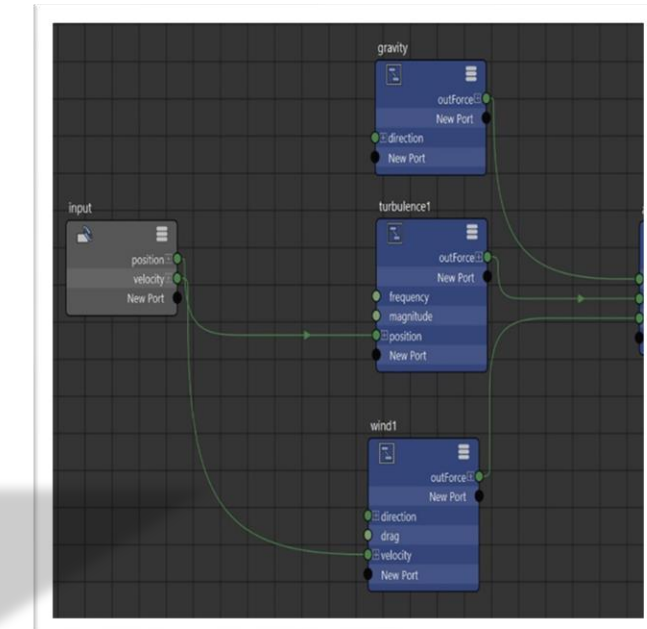 gravity
outForce
New Port
direction
New Port
input
position
velocity
New Port
turbulence1
outForce
New Port
frequency
magnitude
position
New Port
wind1
outForce
New Port
direction
drag
velocity
New Port